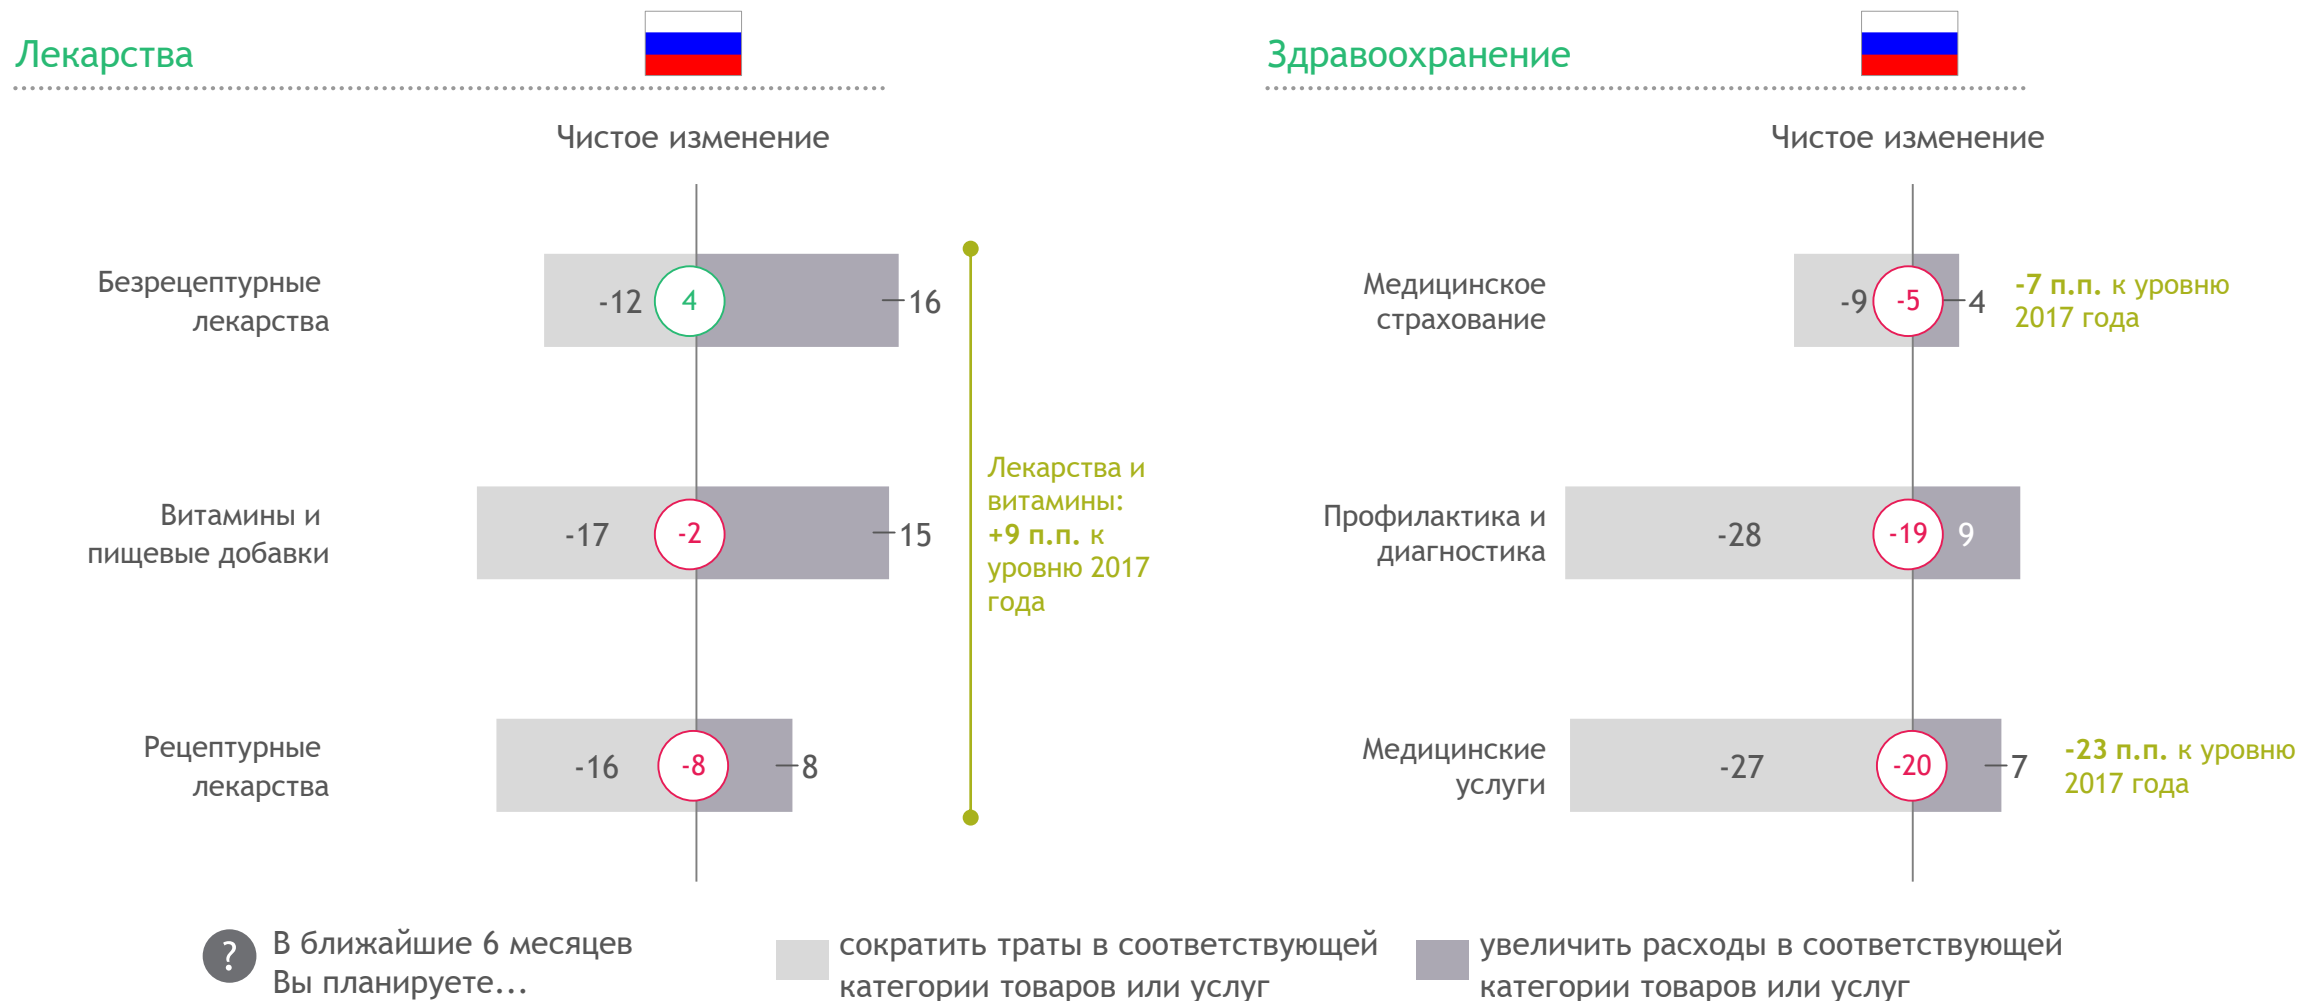 Лекарства
Чистое изменение
Безрецептурные
лекарства
-12
4
16
Витамины и
пищевые добавки
-17
-2
15
Рецептурные
лекарства
-16
-8
8
Лекарства и
витамины:
+9 п.п. к
уровню 2017
года
Здравоохранение
Чистое изменение
Медицинское
страхование
-9
-5
4
-7 п.п. к уровню
2017 года
Профилактика и
диагностика
-28
-19
9
Медицинские
услуги
-27
-20
7
-23 п.п. к уровню
2017 года
?
В ближайшие 6 месяцев
Вы планируете...
сократить траты в соответствующей
категории товаров или услуг
увеличить расходы в соответствующей
категории товаров или услуг